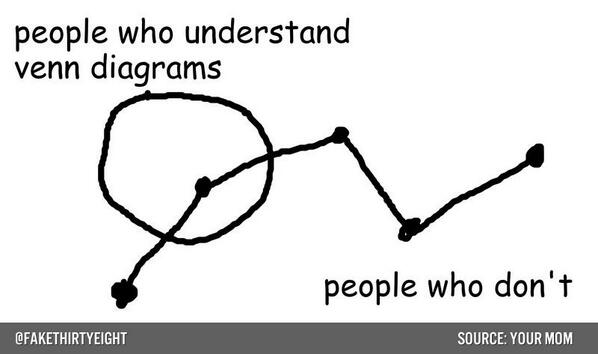 people who understand
venn diagrams
people who don't
@FAKETHIRTYEIGHT
SOURCE: YOUR MOM